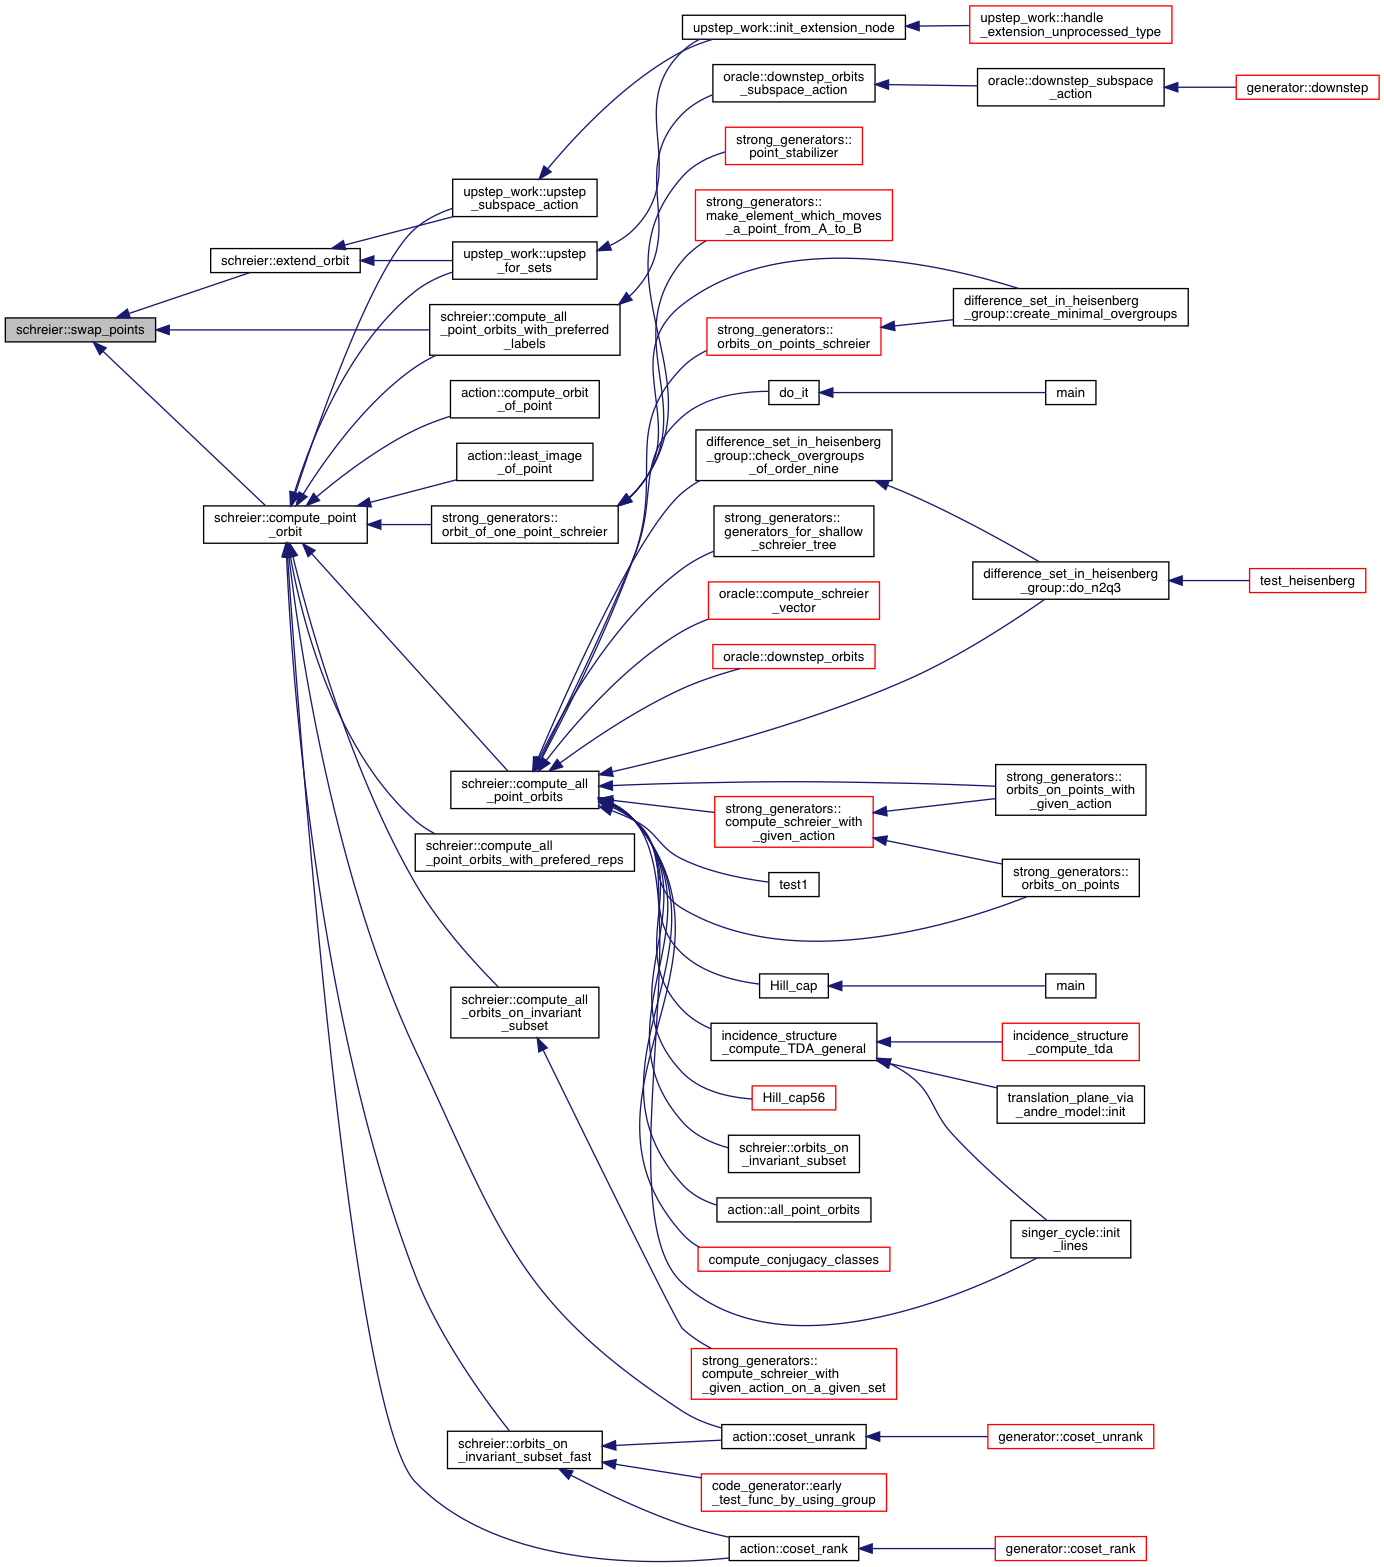 schreier::swap_points
schreier::extend_orbit
schreier::compute_point
_orbit
upstep_work::upstep
_subspace_action
upstep_work::upstep
_for_sets
schreier::compute_all
_point_orbits_with_preferred
_labels
action::compute_orbit
_of_point
action::least_image
_of_point
strong_generators::
orbit_of_one_point_schreier
schreier::compute_all
_point_orbits
schreier::compute_all
_point_orbits_with_prefered_reps
schreier::compute_all
_orbits_on_invariant
_subset
schreier::orbits_on
_invariant_subset_fast
upstep_work::init_extension_node
oracle::downstep_orbits
_subspace_action
strong_generators::
point_stabilizer
strong_generators::
make_element_which_moves
_a_point_from_A_to_B
strong_generators::
orbits_on_points_schreier
do_it
difference_set_in_heisenberg
_group::check_overgroups
_of_order_nine
strong_generators::
generators_for_shallow
_schreier_tree
oracle::compute_schreier
_vector
oracle::downstep_orbits
strong_generators::
compute_schreier_with
_given_action
test1
Hill_cap
incidence_structure
_compute_TDA_general
Hill_cap56
schreier::orbits_on
_invariant_subset
action::all_point_orbits
compute_conjugacy_classes
strong_generators::
compute_schreier_with
_given_action_on_a_given_set
action::coset_unrank
code_generator::early
_test_func_by_using_group
action::coset_rank
upstep_work::handle
_extension_unprocessed_type
oracle::downstep_subspace
_action
difference_set_in_heisenberg
_group::create_minimal_overgroups
main
difference_set_in_heisenberg
_group::do_n2q3
strong_generators::
orbits_on_points_with
_given_action
strong_generators::
orbits_on_points
main
incidence_structure
_compute_tda
translation_plane_via
_andre_model::init
singer_cycle::init
_lines
generator::coset_unrank
generator::coset_rank
generator::downstep
test_heisenberg